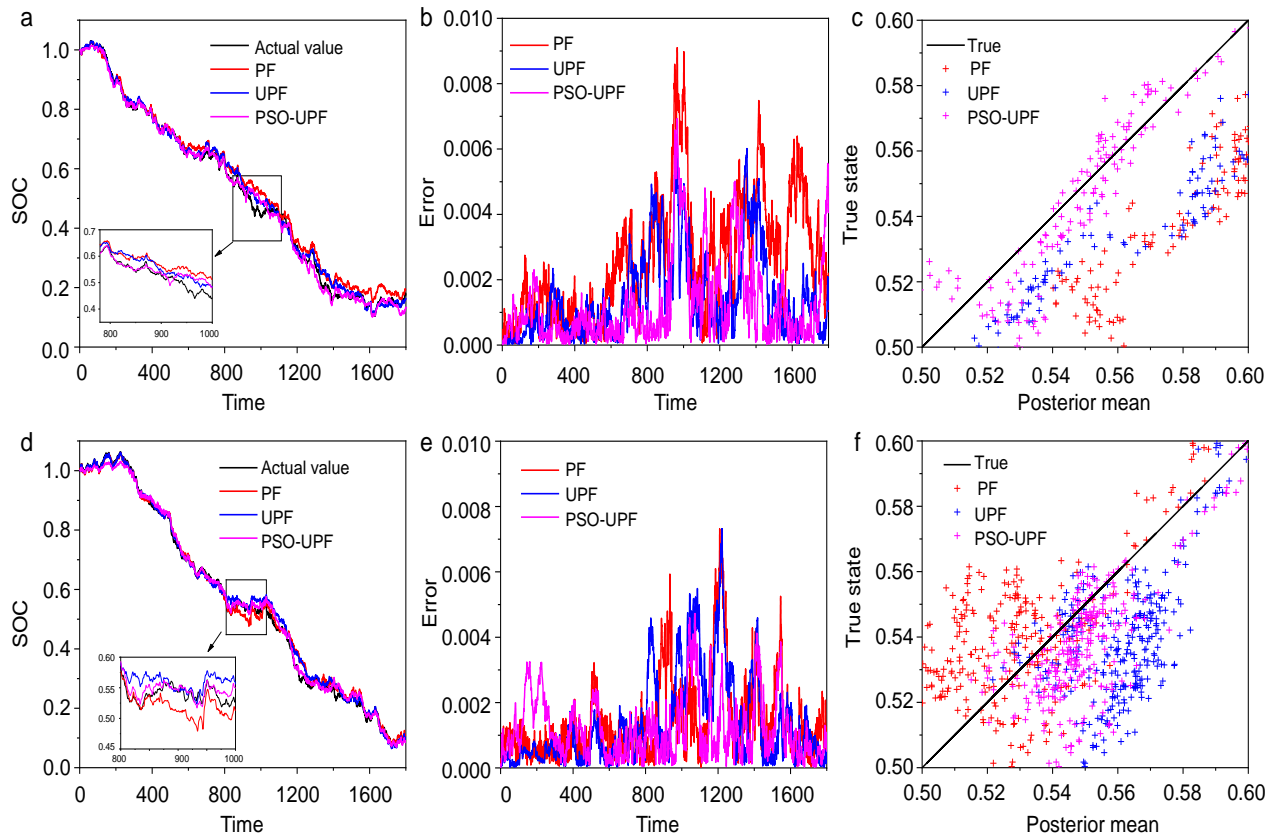 a
Actual value
PF
UPF
PSO-UPF
SOC
1.0
0.8
0.6
0.4
0.2
0.0
0.7
0.6
0.5
0.4
800
900
1000
0
400
800
1200
1600
Time
b
PF
UPF
PSO-UPF
Error
0.010
0.008
0.006
0.004
0.002
0.000
0
400
800
1200
1600
Time
c
True
PF
UPF
PSO-UPF
True state
0.60
0.58
0.56
0.54
0.52
0.50
0.50
0.52
0.54
0.56
0.58
0.60
Posterior mean
d
Actual value
PF
UPF
PSO-UPF
SOC
1.0
0.8
0.6
0.4
0.2
0.0
0.60
0.55
0.50
0.45
800
900
1000
0
400
800
1200
1600
Time
e
PF
UPF
PSO-UPF
Error
0.010
0.008
0.006
0.004
0.002
0.000
0
400
800
1200
1600
Time
f
True
PF
UPF
PSO-UPF
True state
0.60
0.58
0.56
0.54
0.52
0.50
0.50
0.52
0.54
0.56
0.58
0.60
Posterior mean